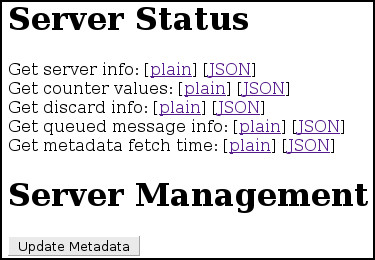 Server Status
Get server info: [plain] [JSON]
Get counter values: [plain] [JSON]
Get discard info: [plain] [JSON]
Get queued message info: [plain] [JSON]
Get metadata fetch time: [plain] [JSON]
Server Management
Update Metadata